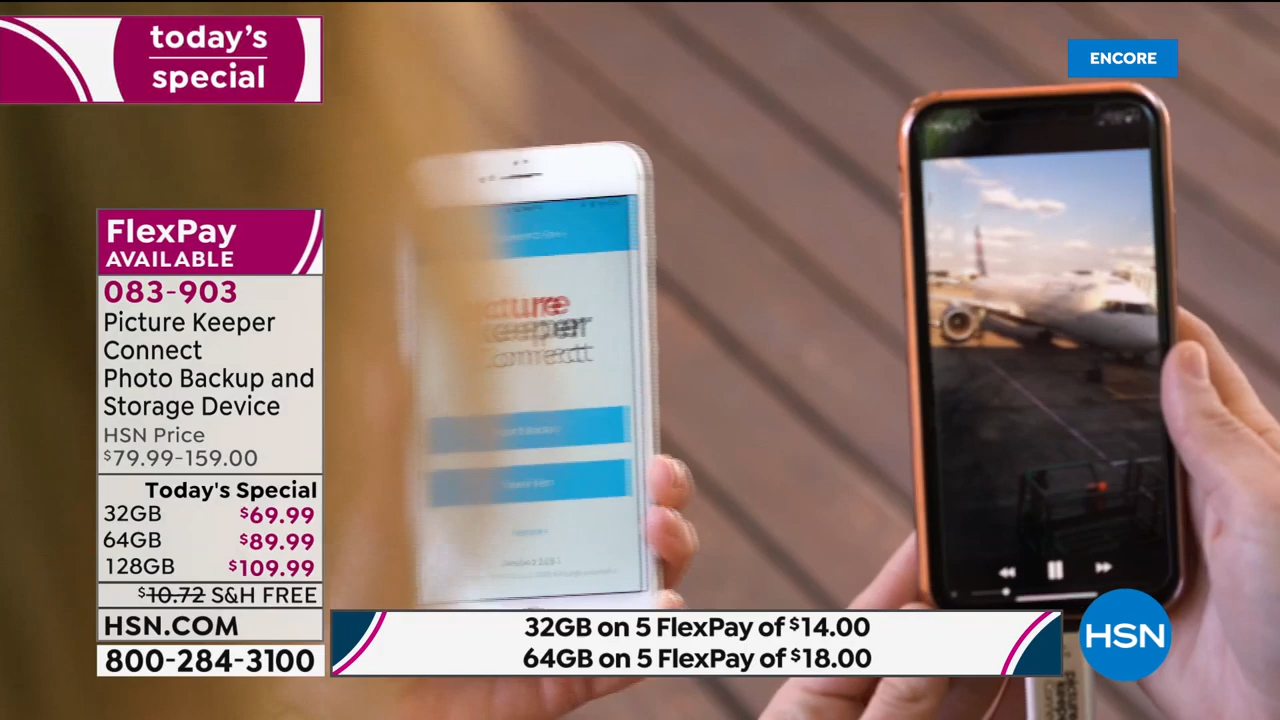 today's
special
ENCORE
FlexPay
AVAILABLE
083-903
Picture Keeper
Connect
Photo Backup and
Storage Device
HSN Price
$79.99-159.00
Today's Special
32GB $69.99
64GB $89.99
128GB $109.99
$10.72 S&H FREE
HSN.COM
800-284-3100
32GB on 5 FlexPay of $14.00
64GB on 5 FlexPay of $18.00
HSN